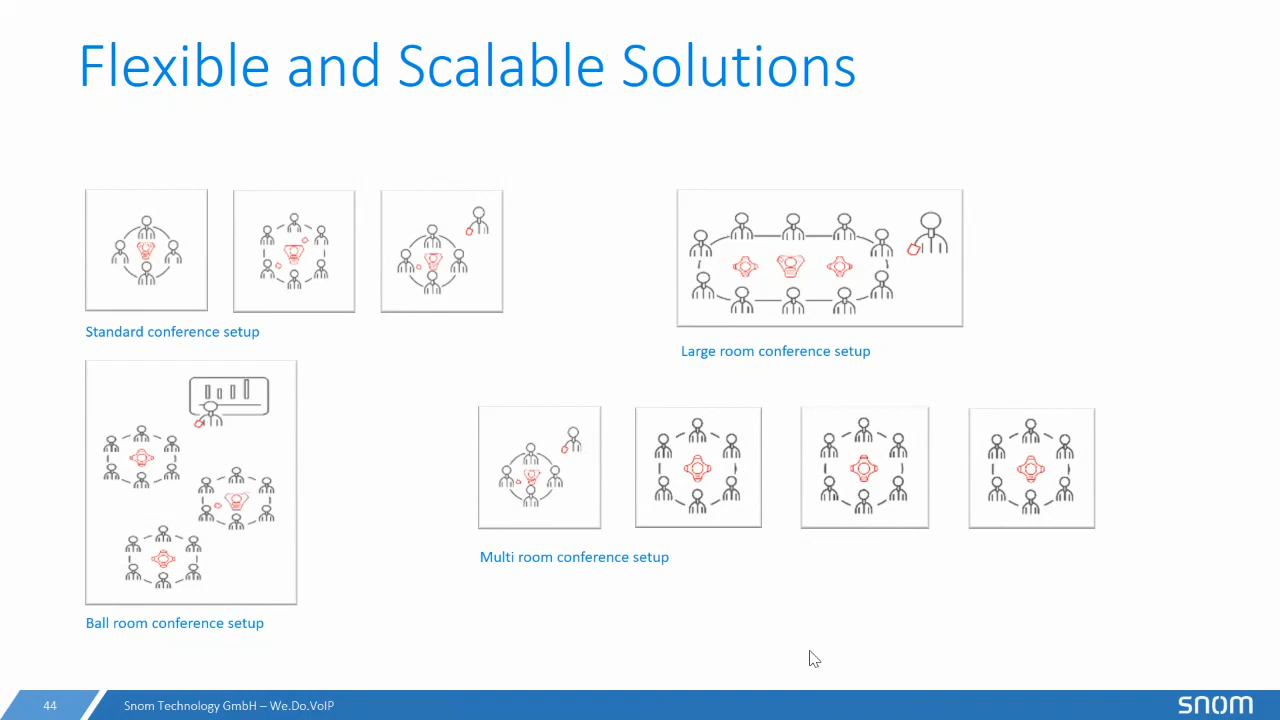 Flexible and Scalable Solutions
Standard conference setup
Large room conference setup
Multi room conference setup
Ball room conference setup
44
Snom Technology GmbH – We.Do.VoIP
snom